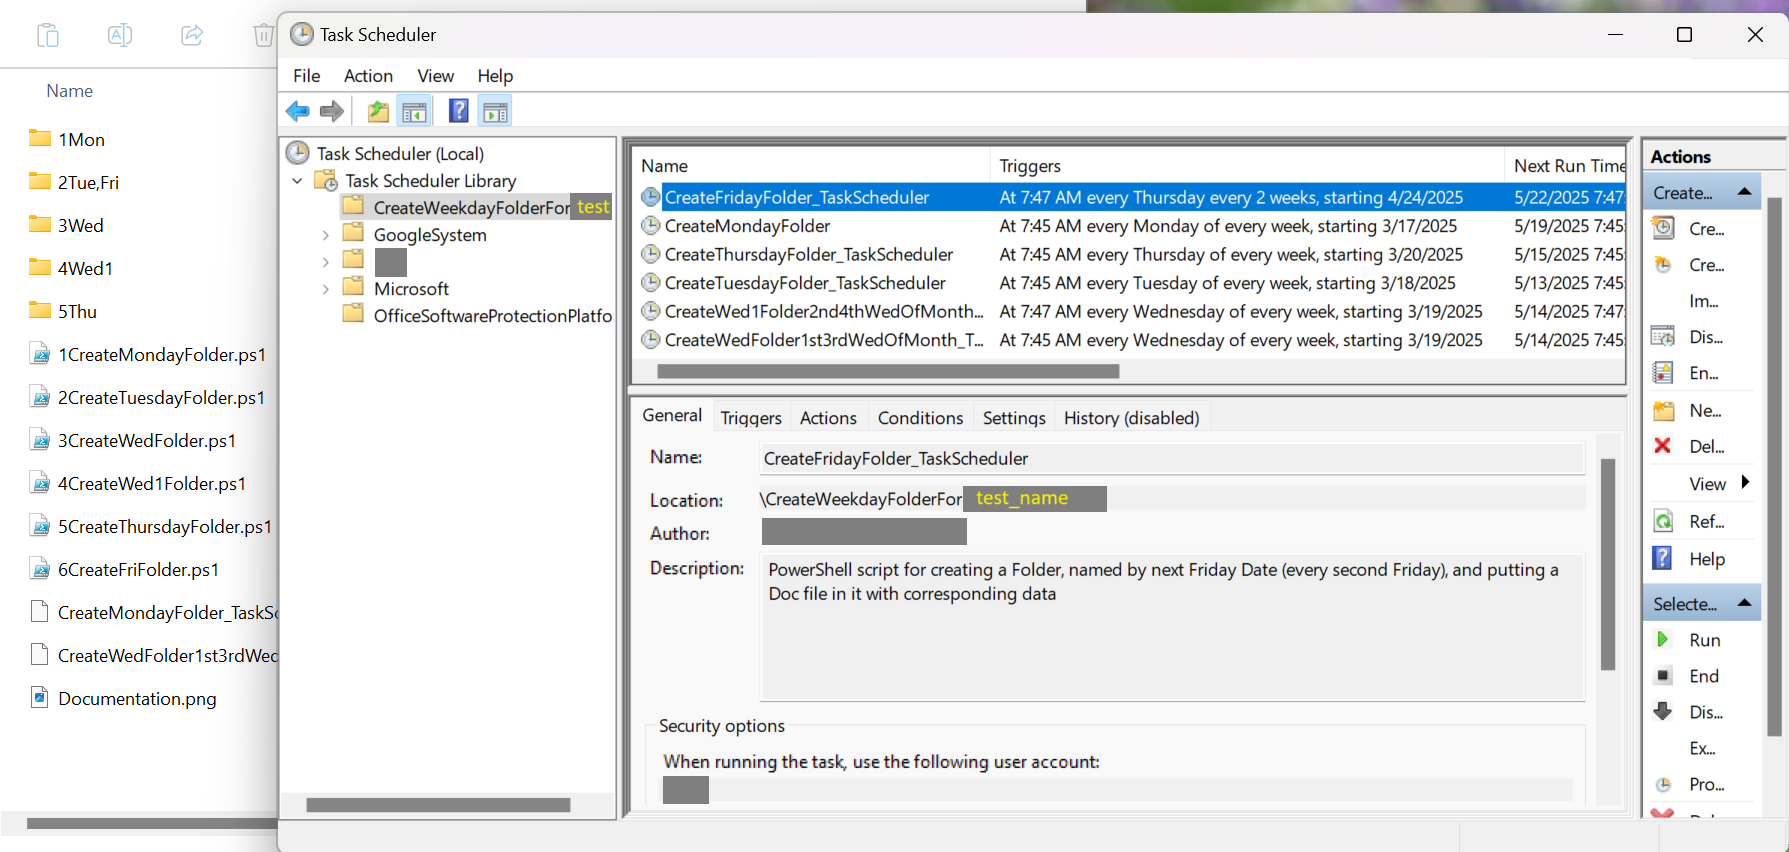 Name
1Mon
2Tue,Fri
3Wed
4Wed1
5Thu
1CreateMondayFolder.ps1
2CreateTuesdayFolder.ps1
3CreateWedFolder.ps1
4CreateWed1Folder.ps1
5CreateThursdayFolder.ps1
6CreateFriFolder.ps1
CreateMondayFolder_TaskSc
CreateWedFolder1st3rdWed
Documentation.png
Task Scheduler
File Action View Help
Task Scheduler (Local)
Task Scheduler Library
CreateWeekdayFolderFor test
GoogleSystem
Microsoft
OfficeSoftwareProtectionPlatfo
Name Triggers Next Run Time
CreateFridayFolder_TaskScheduler At 7:47 AM every Thursday every 2 weeks, starting 4/24/2025 5/22/2025 7:47:
CreateMondayFolder At 7:45 AM every Monday of every week, starting 3/17/2025 5/19/2025 7:45:
CreateThursdayFolder_TaskScheduler At 7:45 AM every Thursday of every week, starting 3/20/2025 5/15/2025 7:45:
CreateTuesdayFolder_TaskScheduler At 7:45 AM every Tuesday of every week, starting 3/18/2025 5/13/2025 7:45:
CreateWed1Folder2nd4thWedOfMonth... At 7:47 AM every Wednesday of every week, starting 3/19/2025 5/14/2025 7:47:
CreateWedFolder1st3rdWedOfMonth_T... At 7:45 AM every Wednesday of every week, starting 3/19/2025 5/14/2025 7:45:
General Triggers Actions Conditions Settings History (disabled)
Name: CreateFridayFolder_TaskScheduler
Location: \CreateWeekdayFolderFor test_name
Author:
Description: PowerShell script for creating a Folder, named by next Friday Date (every second Friday), and putting a
Doc file in it with corresponding data
Security options
When running the task, use the following user account:
Actions
Create...
Cre...
Cre...
Im...
Dis...
En...
Ne...
Del...
View
Ref...
Help
Selecte...
Run
End
Dis...
Ex...
Pro...